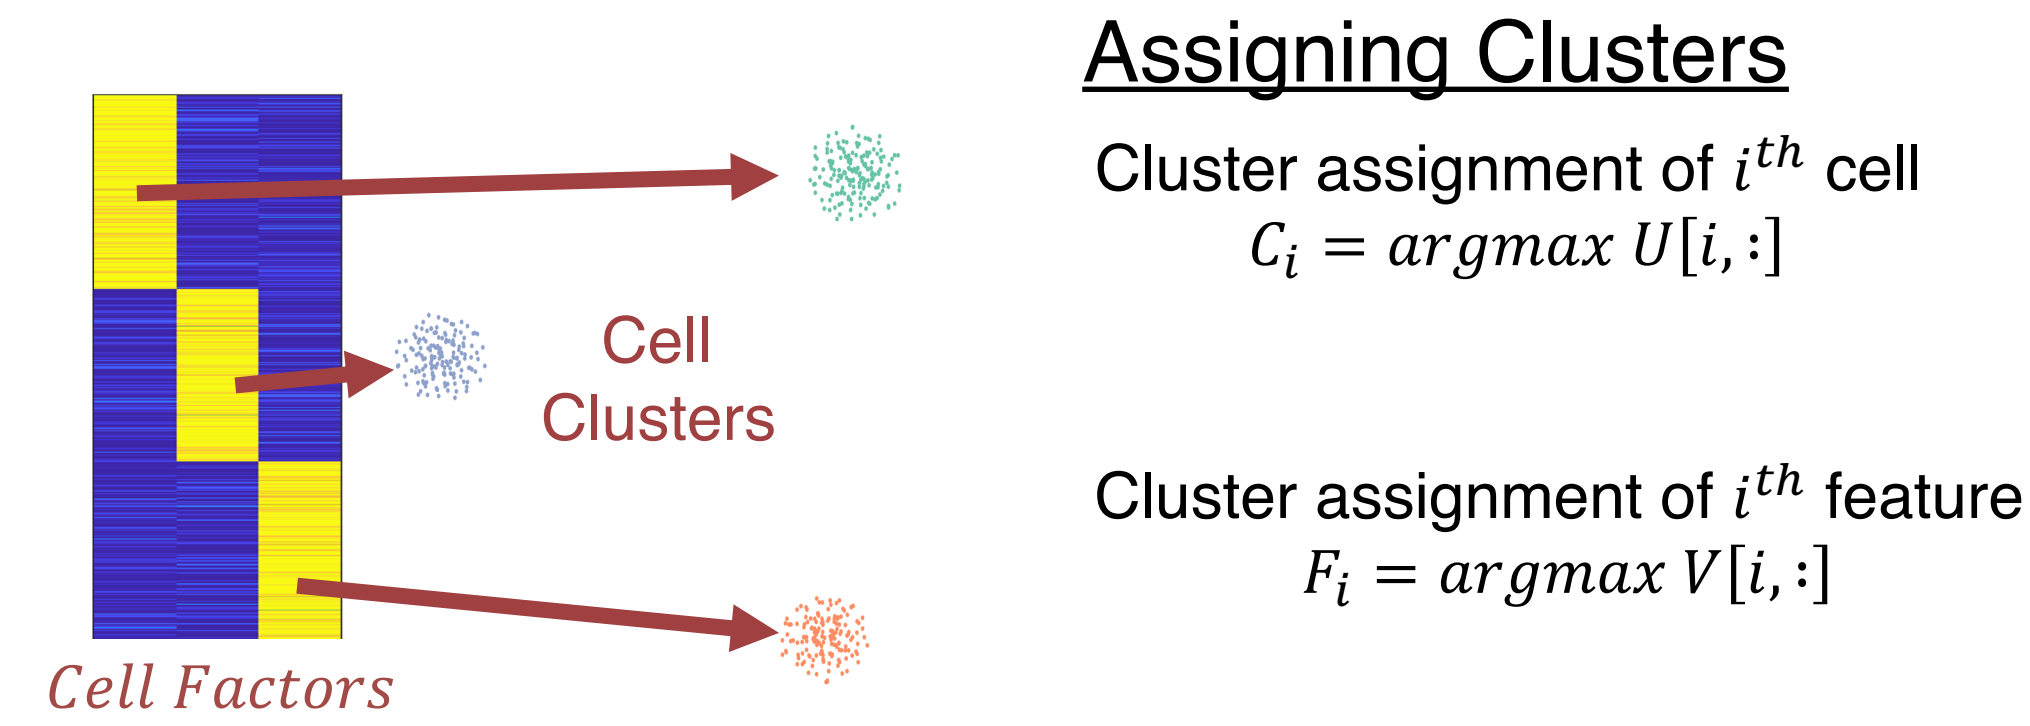 Assigning Clusters
Cluster assignment of i^{th} cell
C_i = argmax U[i,:]
Cell
Clusters
Cluster assignment of i^{th} feature
F_i = argmax V[i,:]
Cell Factors